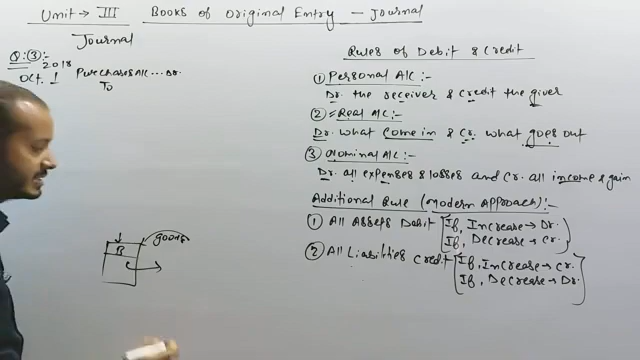 Unit → III Books of Original Entry - Journal
Journal
Q: ③:-
2018
Oct. 1 Purchases A/C ... Dr.
To
goods
B
Rules of Debit & Credit
① Personal A/C :-
Dr. the receiver & credit the giver
② = Real A/C :-
Dr. what come in & cr. what goes out
③ Nominal A/C :-
Dr. all expenses & losses and Cr. all income & gain
Additional Rule (Modern Approach) :-
① All Assets Debit [If, Increase → Dr.
If, Decrease → Cr.]
② All Liabilities Credit [If, Increase → Cr.
If, Decrease → Dr.]